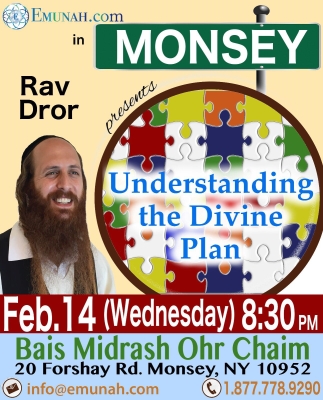 EMUNAH.com
in
MONSEY
Rav
Dror
presents
Understanding
the Divine
Plan
Feb.14 (Wednesday) 8:30 PM
Bais Midrash Ohr Chaim
20 Forshay Rd. Monsey, NY 10952
info@emunah.com
1.877.778.9290